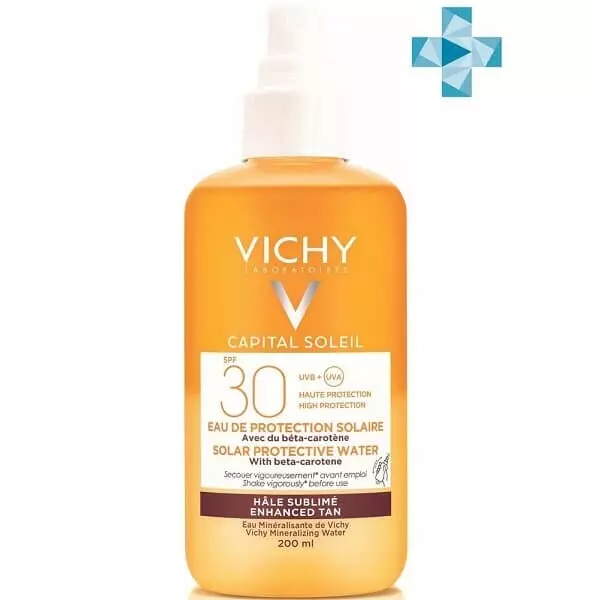 VICHY
LABORATOIRES
CAPITAL SOLEIL
SPF
30
UVB + UVA
HAUTE PROTECTION
HIGH PROTECTION
EAU DE PROTECTION SOLAIRE
Avec du bêta-carotène
SOLAR PROTECTIVE WATER
With beta-carotene
Secouer vigoureusement* avant emploi
Shake vigorously* before use
HÂLE SUBLIMÉ
ENHANCED TAN
Eau Minéralisante de Vichy
Vichy Mineralizing Water
200 ml